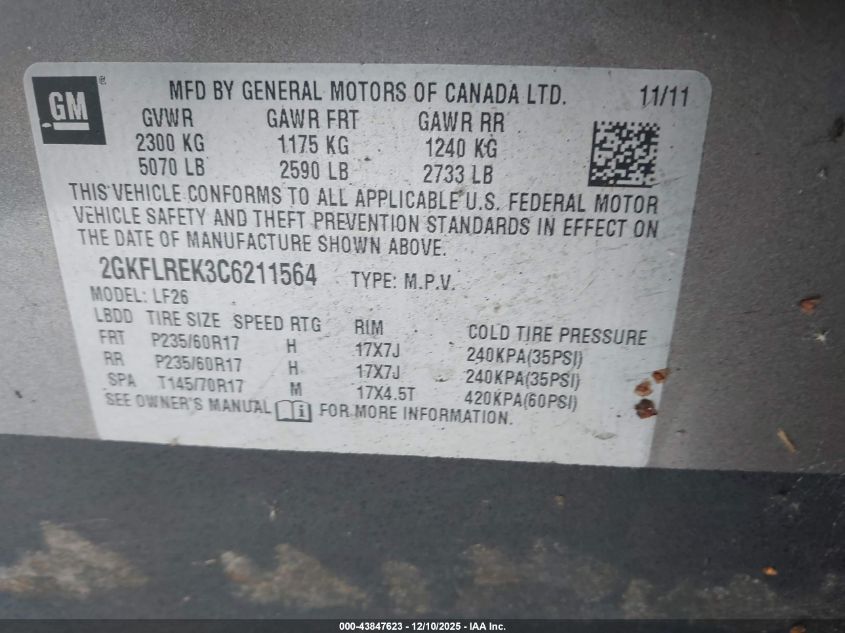 GM ®
MFD BY GENERAL MOTORS OF CANADA LTD. 11/11
GVWR GAWR FRT GAWR RR
2300 KG 1175 KG 1240 KG
5070 LB 2590 LB 2733 LB
THIS VEHICLE CONFORMS TO ALL APPLICABLE U.S. FEDERAL MOTOR
VEHICLE SAFETY AND THEFT PREVENTION STANDARDS IN EFFECT ON
THE DATE OF MANUFACTURE SHOWN ABOVE.
2GKFLREK3C6211564 TYPE: M.P.V.
MODEL: LF26
LBDD TIRE SIZE SPEED RTG RIM COLD TIRE PRESSURE
FRT P235/60R17 H 17X7J 240KPA(35PSI)
RR P235/60R17 H 17X7J 240KPA(35PSI)
SPA T145/70R17 M 17X4.5T 420KPA(60PSI)
SEE OWNER'S MANUAL i FOR MORE INFORMATION.
000-43847623 - 12/10/2025 - IAA Inc.